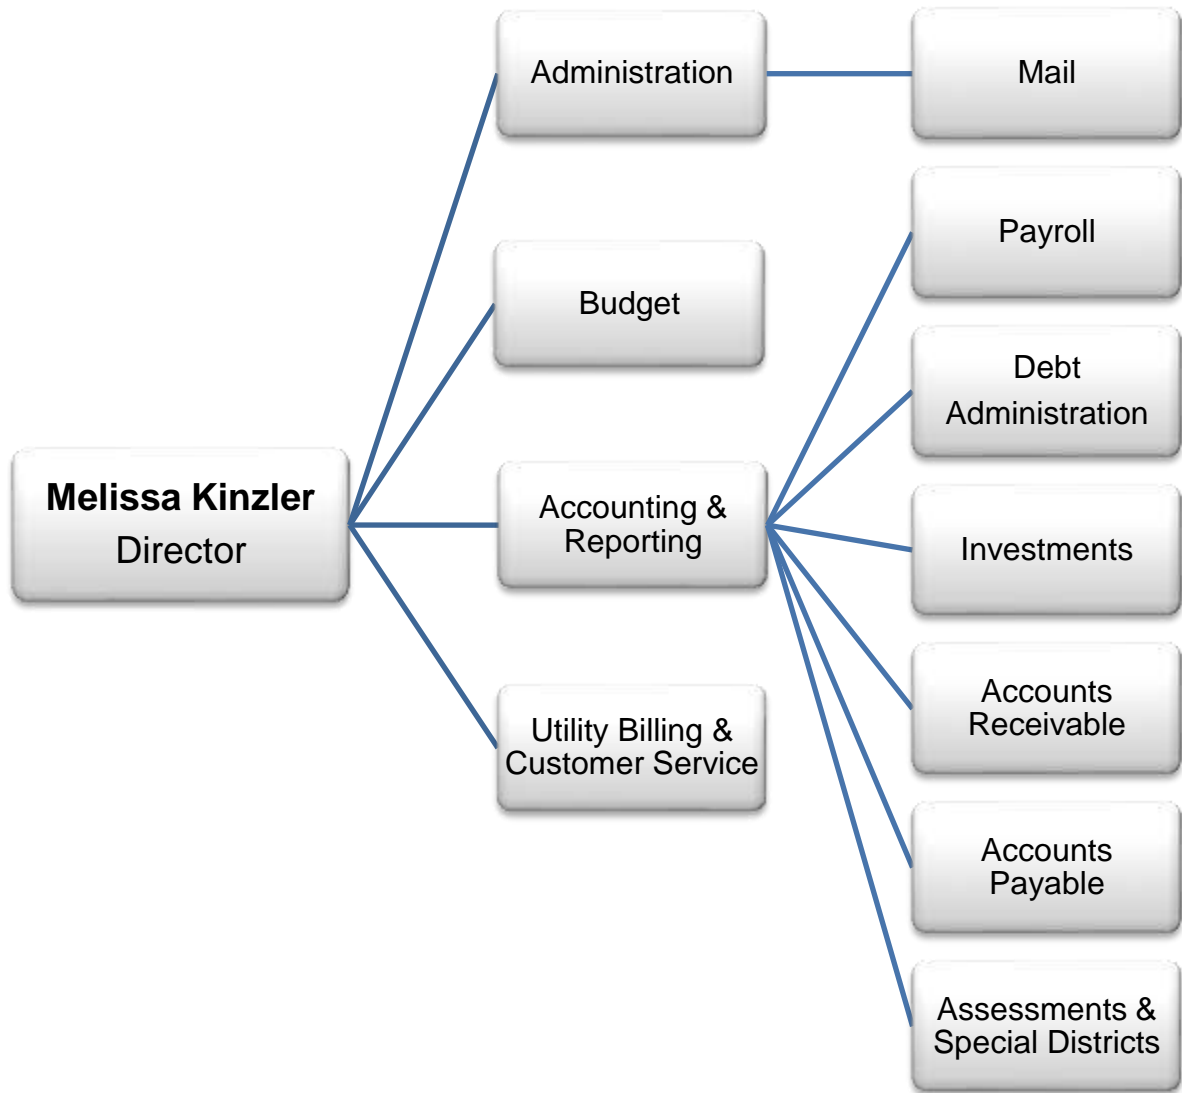 Administration
Mail
Payroll
Budget
Debt
Administration
Melissa Kinzler
Director
Accounting &
Reporting
Investments
Accounts
Receivable
Utility Billing &
Customer Service
Accounts
Payable
Assessments &
Special Districts